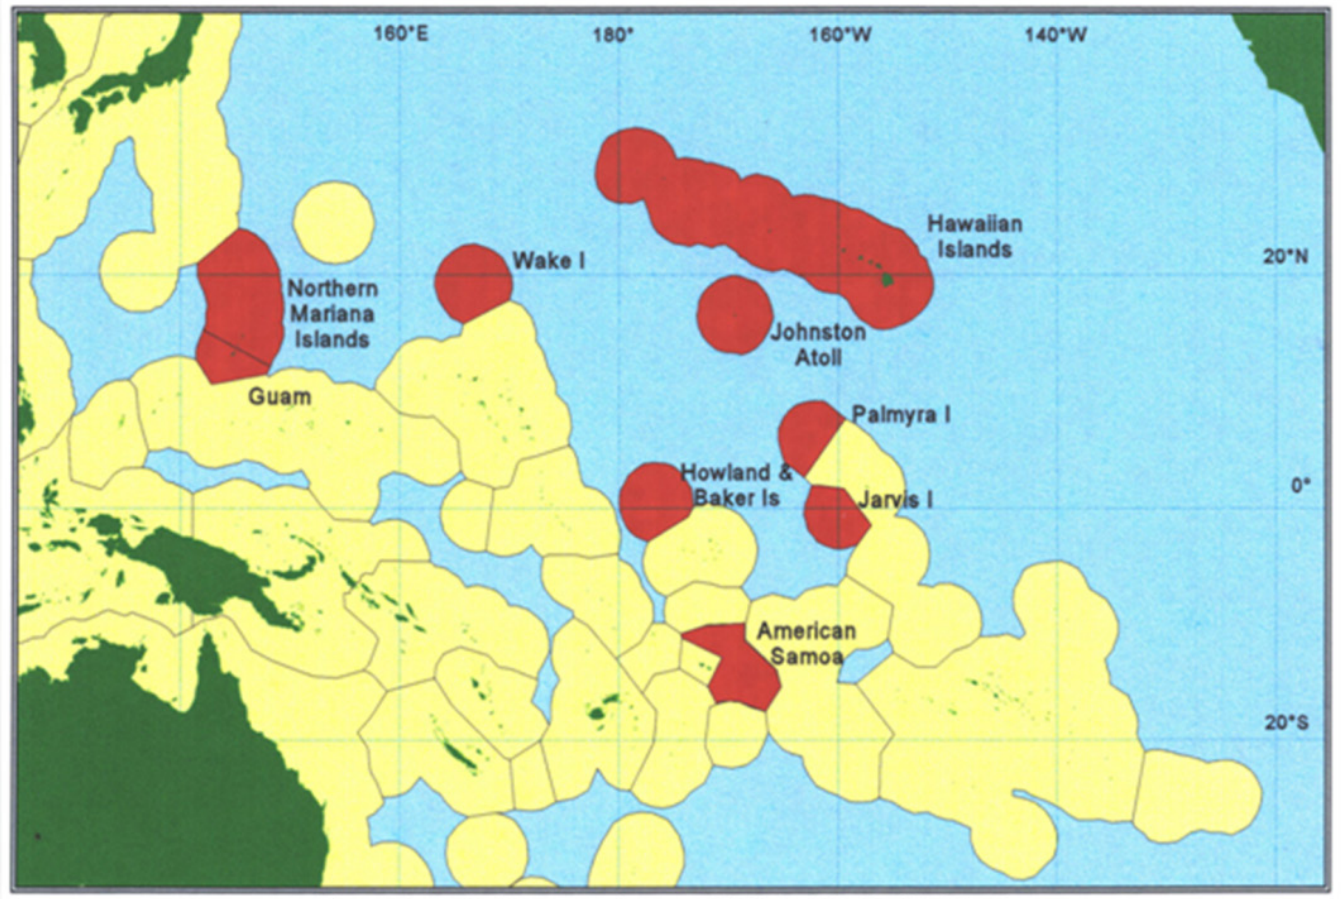 160°E
180°
160°W
140°W
Hawaiian
Islands
20°N
Wake I
Northern
Mariana
Islands
Johnston
Atoll
Guam
Palmyra I
Howland &
Baker Is
Jarvis I
0°
American
Samoa
20°S